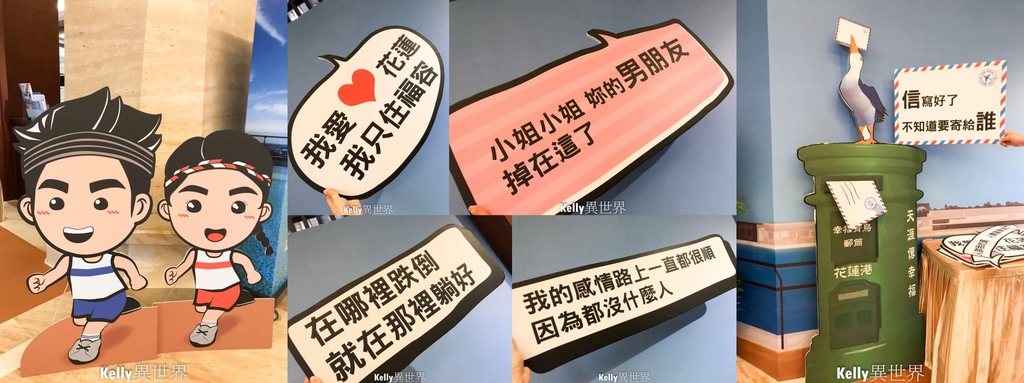 我愛❤花蓮
我只住福容
Kelly異世界
小姐小姐 妳的男朋友
掉在這了
Kelly異世界
在哪裡跌倒
就在那裡躺好
Kelly異世界
我的感情路上一直都很順
因為都沒什麼人
Kelly異世界
信寫好了
不知道要寄給誰
郵筒
花蓮港
天涯傳幸福
Kelly異世界
Kelly異世界